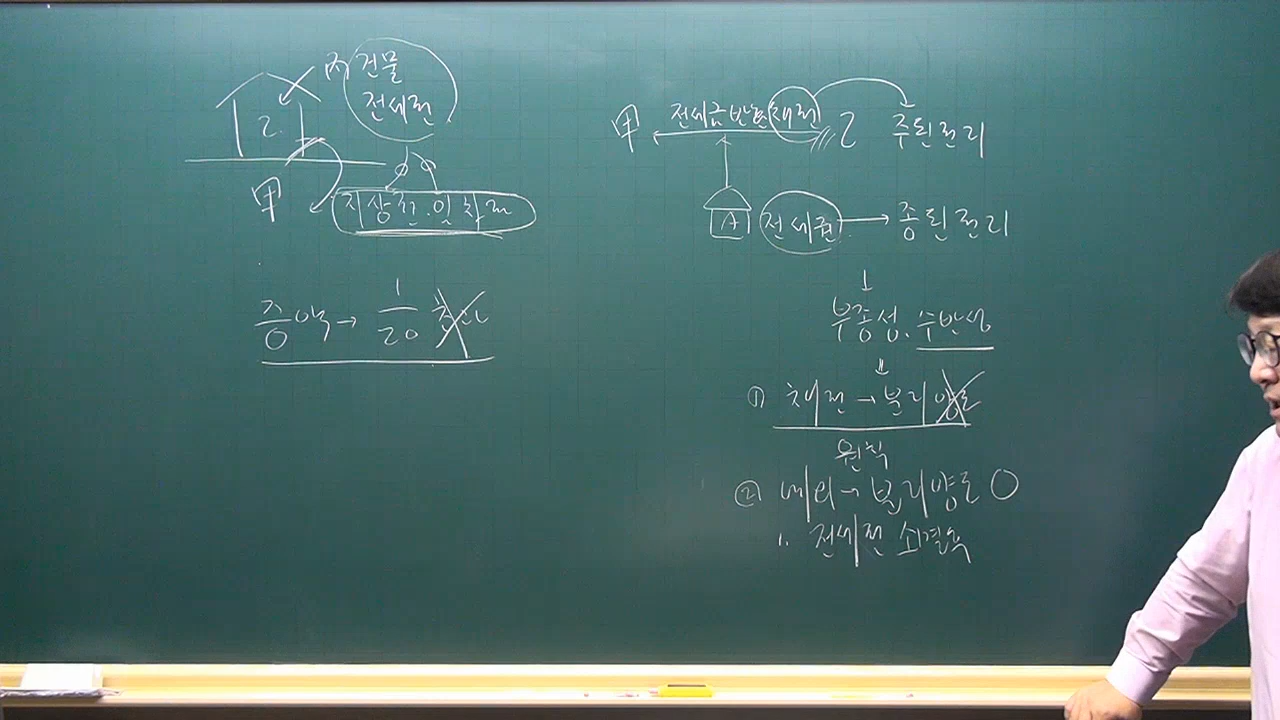 丙 건물
전세권
乙
甲
지상권. 임차권
증액 → 1/20 초과
甲 전세금반환채권 乙 주된권리
A 전세권 → 종된권리
↓
부종성. 수반성
⇓
① 채권 → 분리양도
원칙
② 예외 → 분리양도 O
1. 전세권 소멸